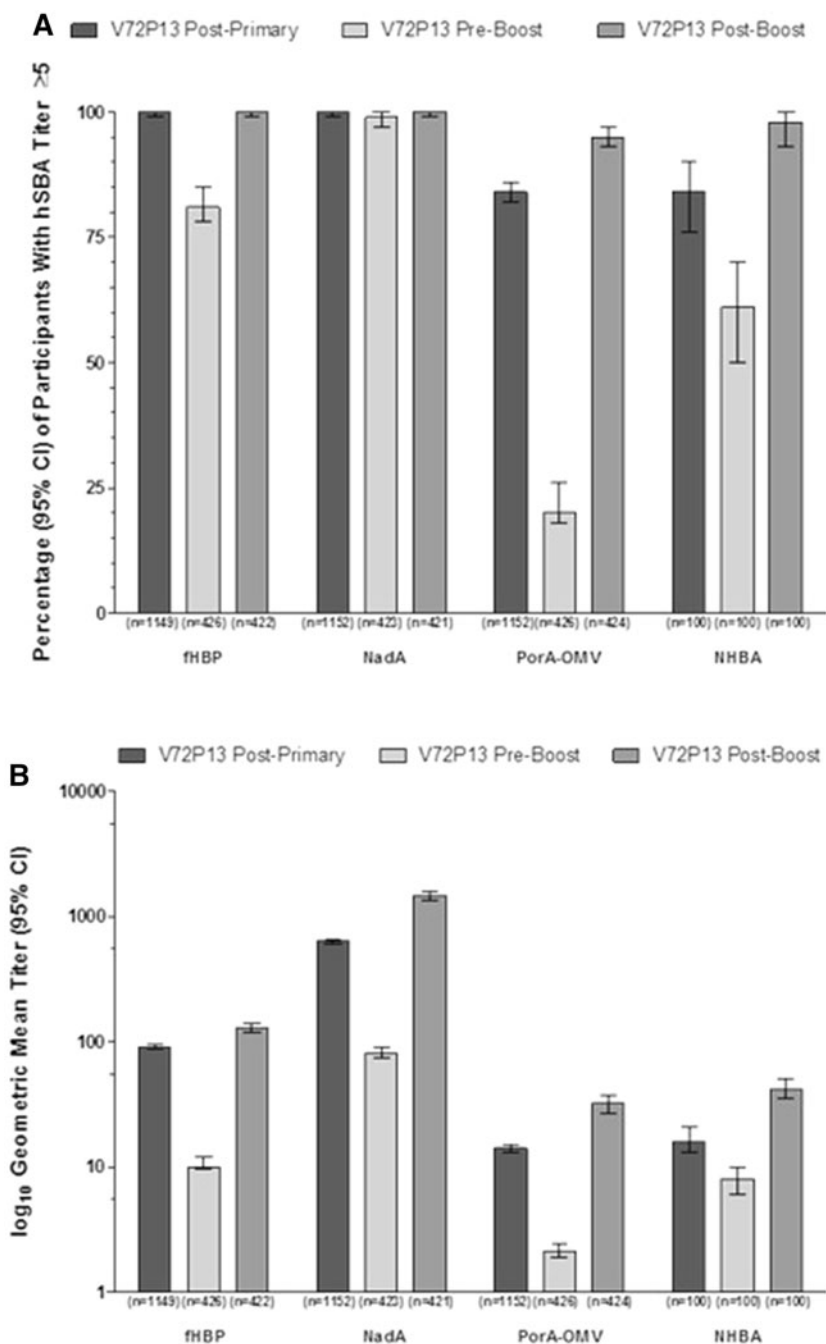 A
V72P13 Post-Primary V72P13 Pre-Boost V72P13 Post-Boost
Percentage (95% CI) of Participants With hSBA Titer ≥5
100
75
50
25
0
(n=1149) (n=426) (n=422) (n=1152) (n=423) (n=421) (n=1152) (n=426) (n=424) (n=100) (n=100) (n=100)
fHBP NadA PorA-OMV NHBA
V72P13 Post-Primary V72P13 Pre-Boost V72P13 Post-Boost
B
log10 Geometric Mean Titer (95% CI)
10000
1000
100
10
1
(n=1149) (n=426) (n=422) (n=1152) (n=423) (n=421) (n=1152) (n=426) (n=424) (n=100) (n=100) (n=100)
fHBP NadA PorA-OMV NHBA